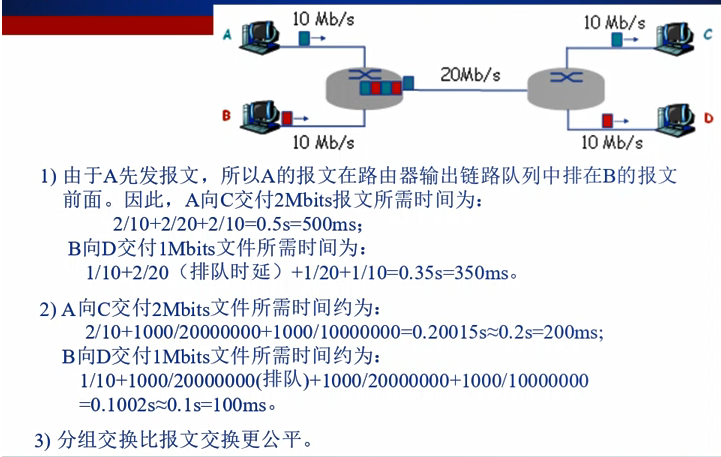 A
10 Mb/s
10 Mb/s
C
20Mb/s
B
10 Mb/s
10 Mb/s
D
1) 由于A先发报文，所以A的报文在路由器输出链路队列中排在B的报文
前面。因此，A向C交付2Mbits报文所需时间为：
2/10+2/20+2/10=0.5s=500ms；
B向D交付1Mbits文件所需时间为：
1/10+2/20（排队时延）+1/20+1/10=0.35s=350ms。
2) A向C交付2Mbits文件所需时间约为：
2/10+1000/20000000+1000/10000000=0.20015s≈0.2s=200ms;
B向D交付1Mbits文件所需时间约为：
1/10+1000/20000000(排队)+1000/20000000+1000/10000000
=0.1002s≈0.1s=100ms。
3) 分组交换比报文交换更公平。